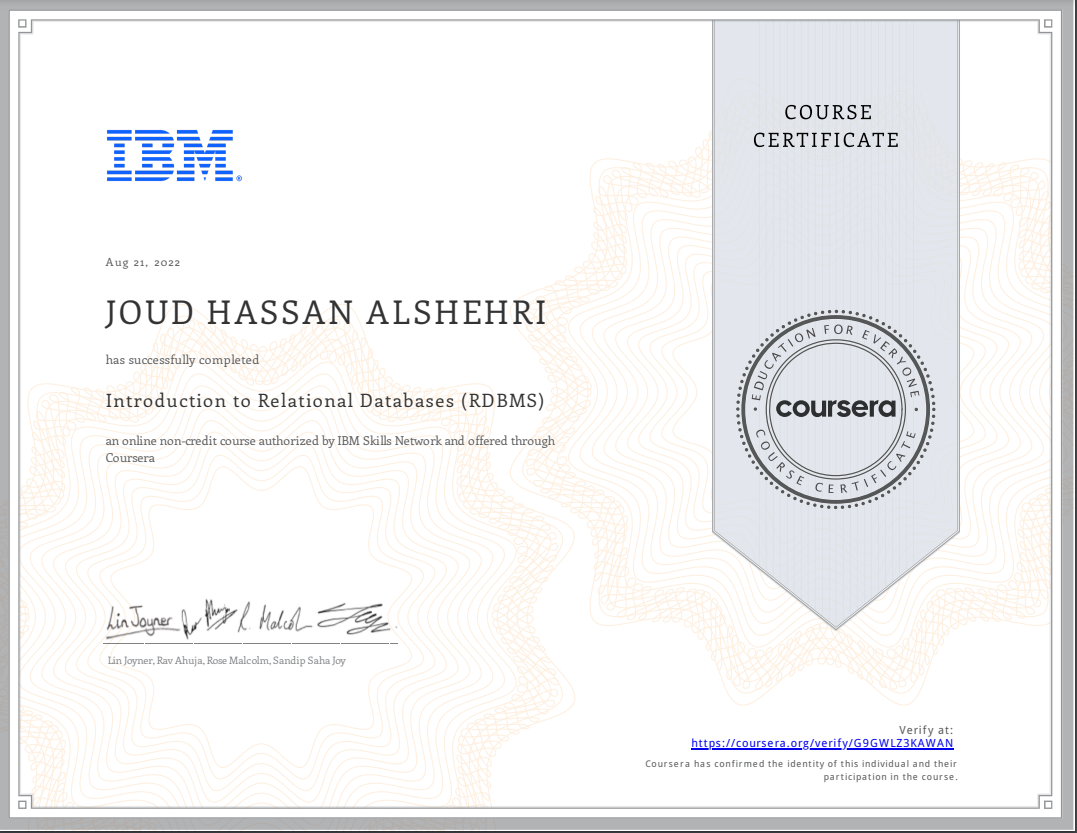 COURSE
CERTIFICATE
IBM®
Aug 21, 2022
JOUD HASSAN ALSHEHRI
has successfully completed
Introduction to Relational Databases (RDBMS)
an online non-credit course authorized by IBM Skills Network and offered through
Coursera
EDUCATION FOR EVERYONE
coursera
COURSE CERTIFICATE
Lin Joyner
R. Malcolm
Lin Joyner, Rav Ahuja, Rose Malcolm, Sandip Saha Joy
Verify at:
https://coursera.org/verify/G9GWLZ3KAWAN
Coursera has confirmed the identity of this individual and their
participation in the course.